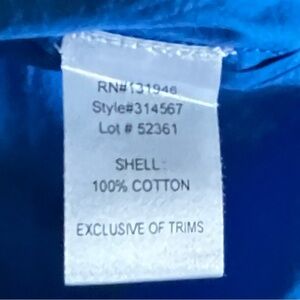 RN#131946
Style#314567
Lot # 52361
SHELL:
100% COTTON
EXCLUSIVE OF TRIMS